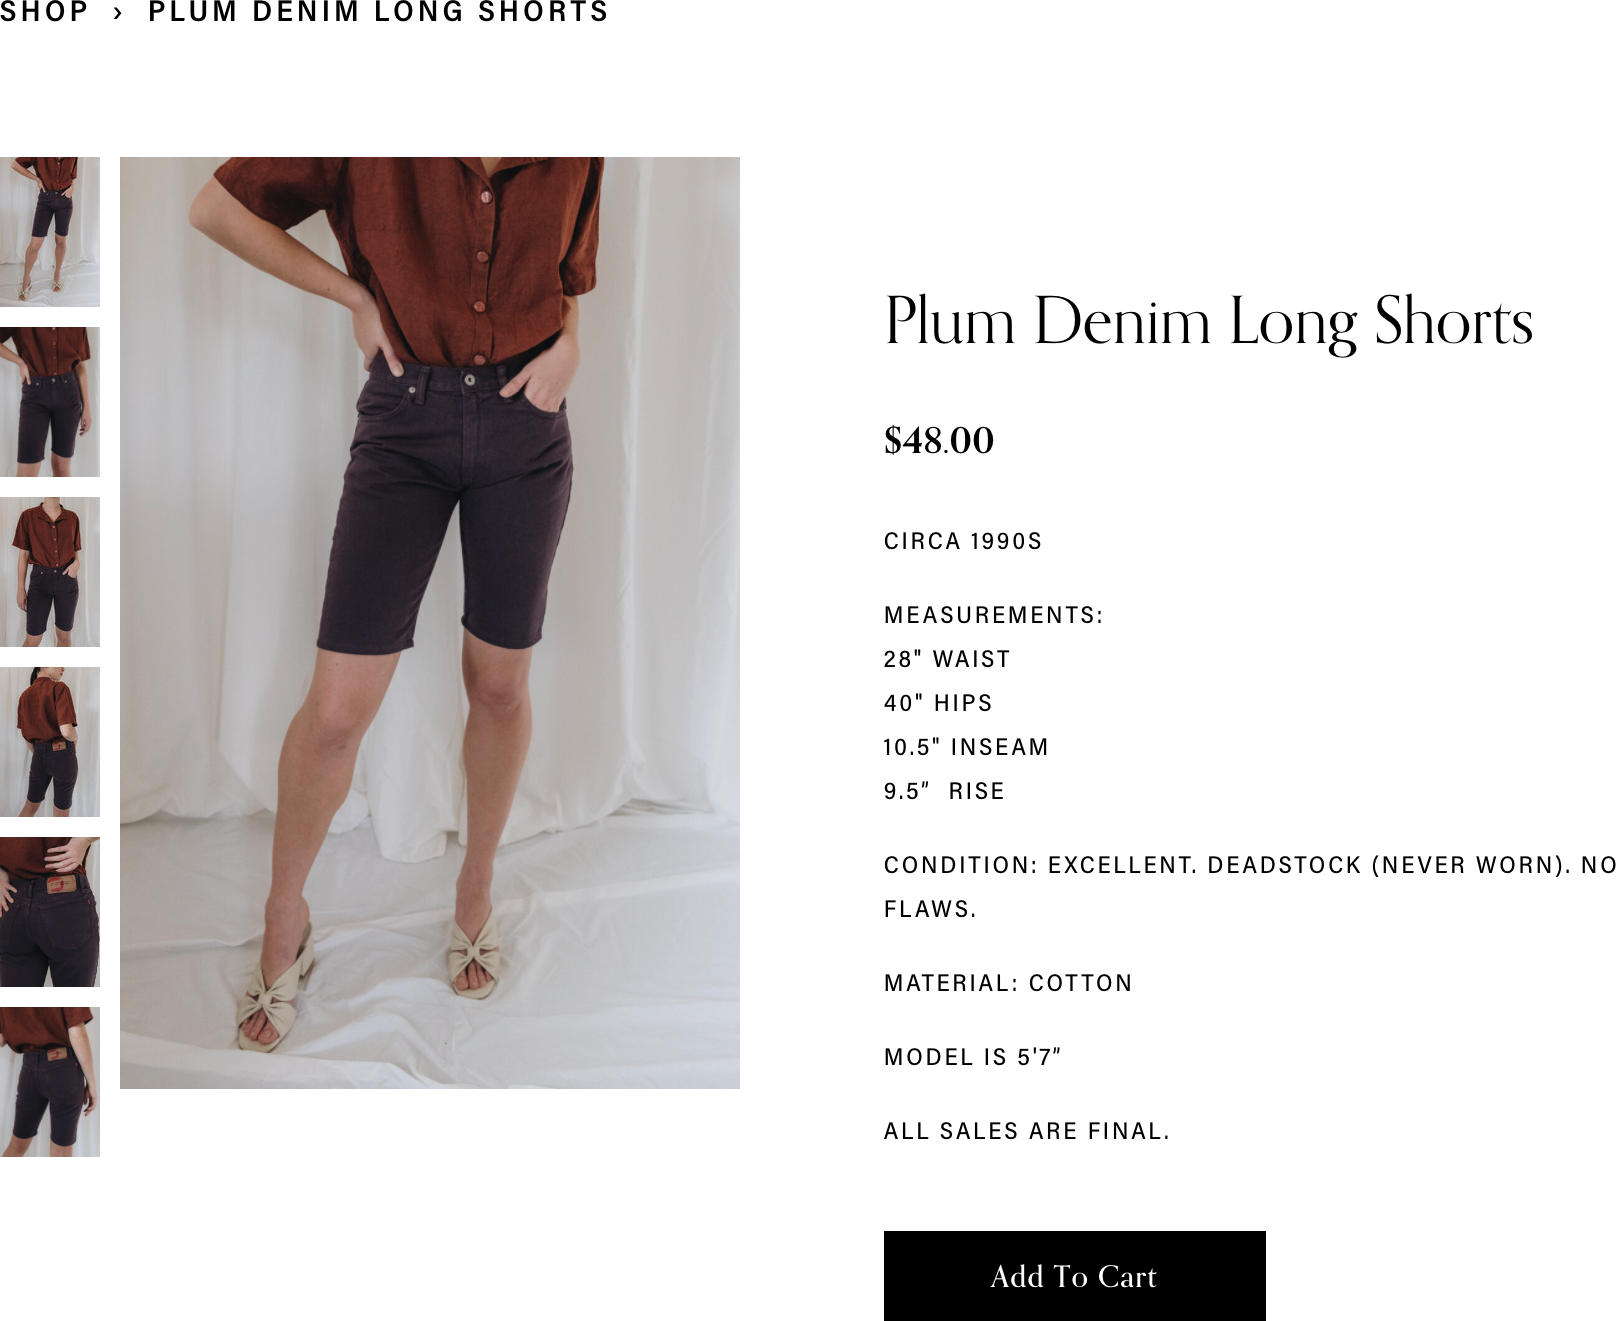 SHOP › PLUM DENIM LONG SHORTS
Plum Denim Long Shorts
$48.00
CIRCA 1990S
MEASUREMENTS:
28" WAIST
40" HIPS
10.5" INSEAM
9.5”  RISE
CONDITION: EXCELLENT. DEADSTOCK (NEVER WORN). NO
FLAWS.
MATERIAL: COTTON
MODEL IS 5'7”
ALL SALES ARE FINAL.
Add To Cart